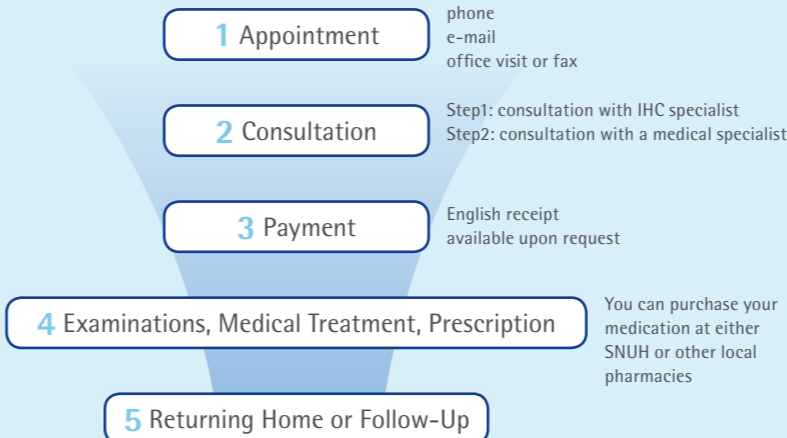 1 Appointment
phone
e-mail
office visit or fax
2 Consultation
Step1: consultation with IHC specialist
Step2: consultation with a medical specialist
3 Payment
English receipt
available upon request
4 Examinations, Medical Treatment, Prescription
You can purchase your
medication at either
SNUH or other local
pharmacies
5 Returning Home or Follow-Up